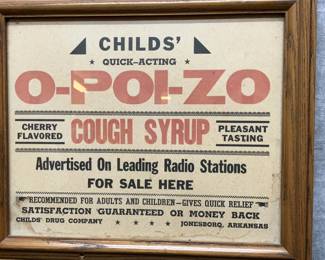 CHILDS'
QUICK-ACTING
O-POI-ZO
CHERRY FLAVORED COUGH SYRUP PLEASANT TASTING
Advertised On Leading Radio Stations
FOR SALE HERE
RECOMMENDED FOR ADULTS AND CHILDREN—GIVES QUICK RELIEF
SATISFACTION GUARANTEED OR MONEY BACK
CHILDS' DRUG COMPANY JONESBORO, ARKANSAS